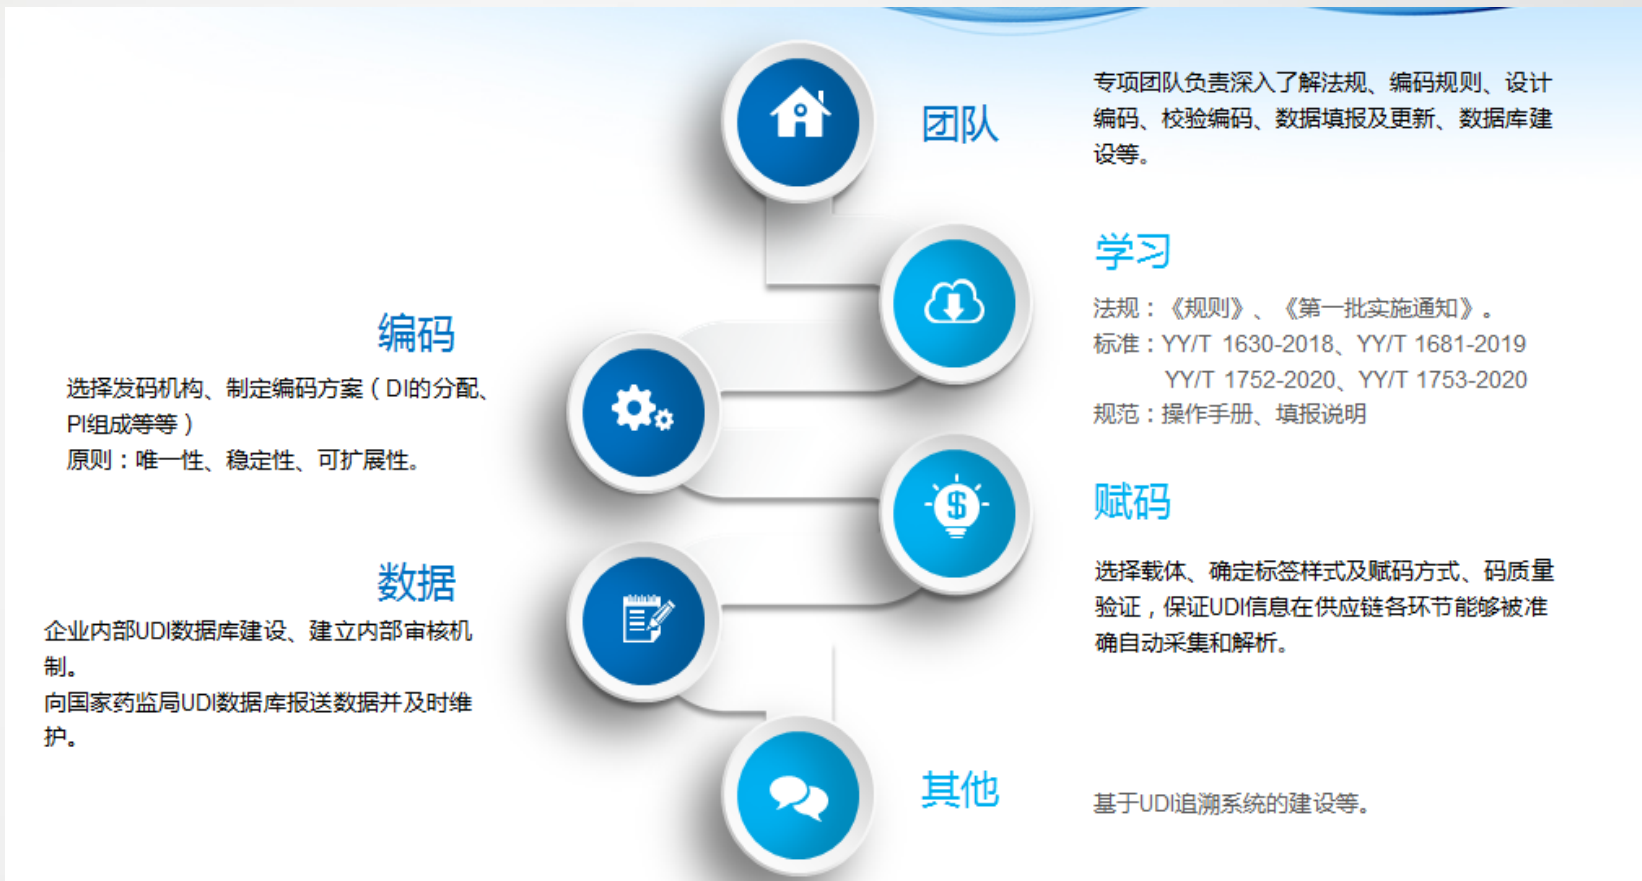 团队
专项团队负责深入了解法规、编码规则、设计
编码、校验编码、数据填报及更新、数据库建
设等。
学习
法规：《规则》、《第一批实施通知》。
标准：YY/T 1630-2018、YY/T 1681-2019
YY/T 1752-2020、YY/T 1753-2020
规范：操作手册、填报说明
编码
选择发码机构、制定编码方案（DI的分配、
PI组成等等）
原则：唯一性、稳定性、可扩展性。
赋码
选择载体、确定标签样式及赋码方式、码质量
验证，保证UDI信息在供应链各环节能够被准
确自动采集和解析。
数据
企业内部UDI数据库建设、建立内部审核机
制。
向国家药监局UDI数据库报送数据并及时维
护。
其他
基于UDI追溯系统的建设等。